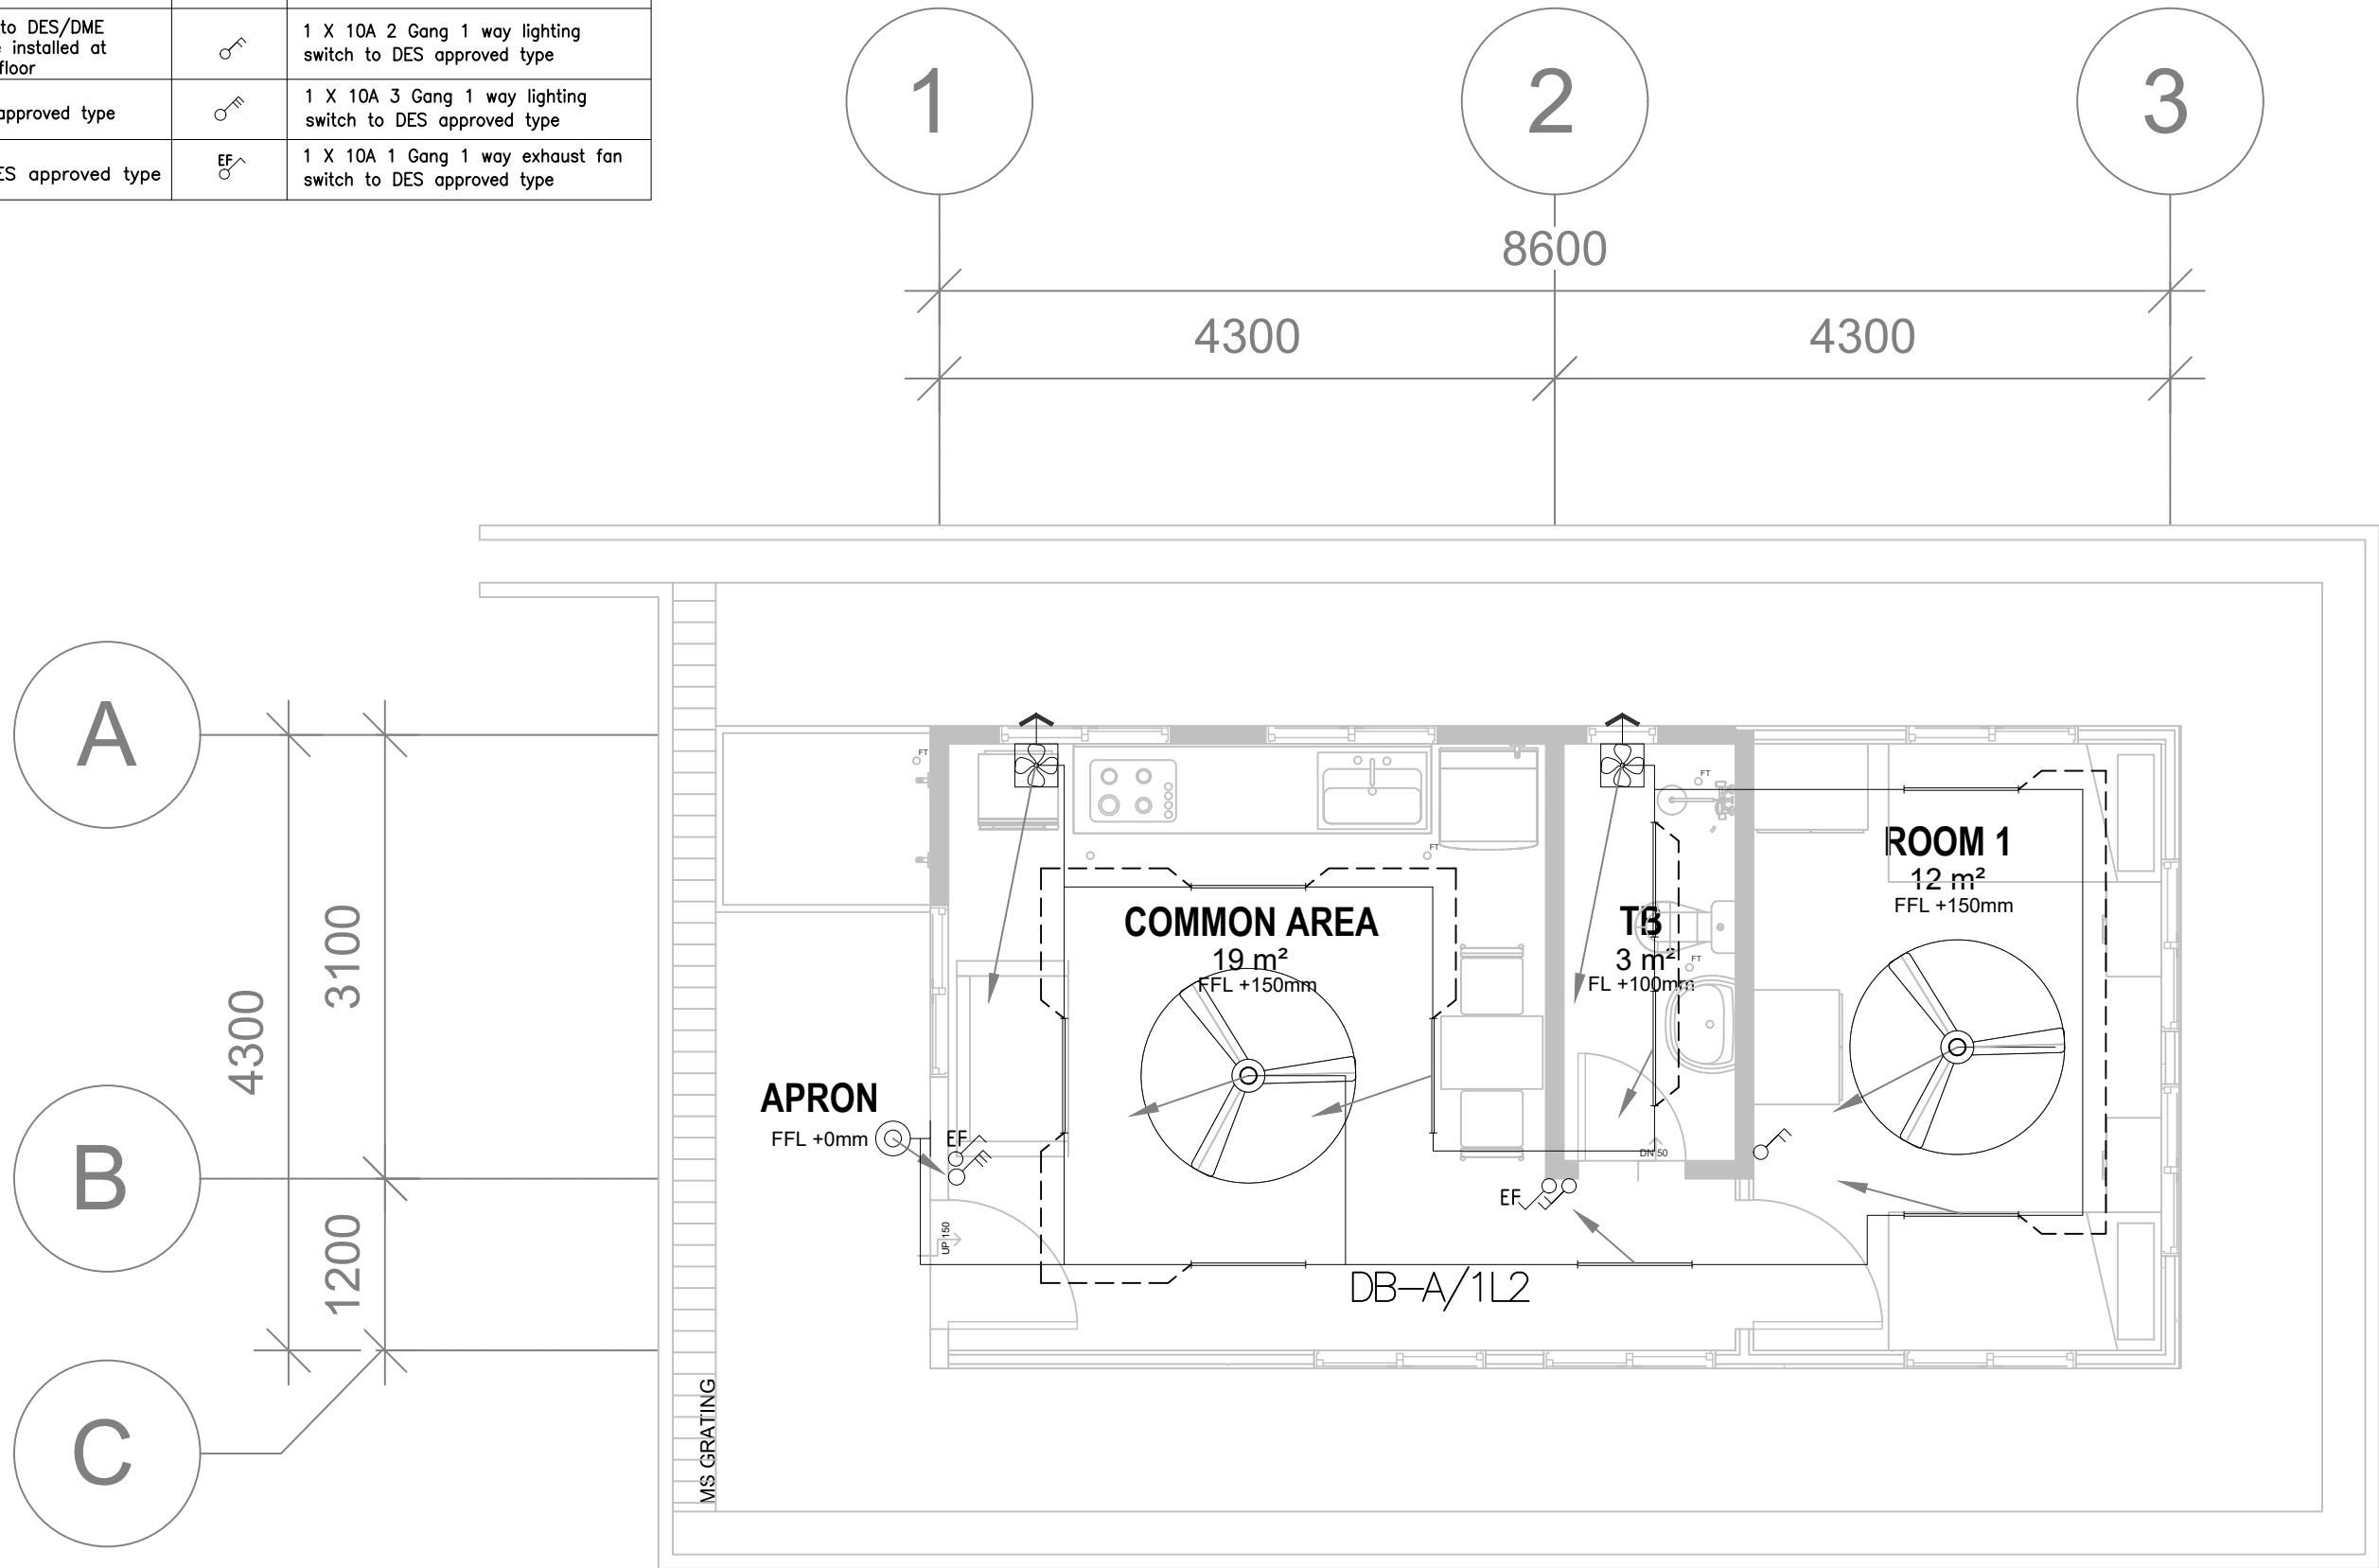 to DES/DME
installed at
floor
1 X 10A 2 Gang 1 way lighting
switch to DES approved type
approved type
1 X 10A 3 Gang 1 way lighting
switch to DES approved type
ES approved type
EF
1 X 10A 1 Gang 1 way exhaust fan
switch to DES approved type
1
2
3
8600
4300
4300
A
B
C
4300
3100
1200
FT
FT
FT
FT
ROOM 1
12 m²
FFL +150mm
COMMON AREA
19 m²
FFL +150mm
TB
3 m²
FL +100mm
APRON
FFL +0mm
EF
DN 50
EF
UP 150
DB-A/1L2
MS GRATING